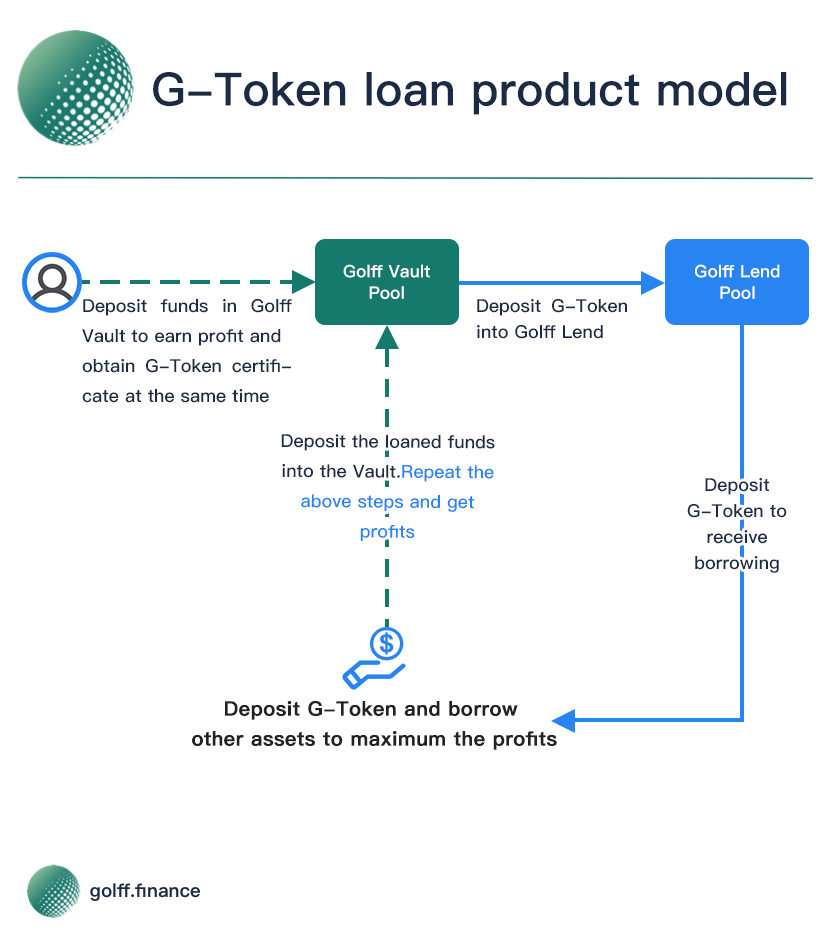 G–Token loan product model
Golff Vault
Pool
Golff Lend
Pool
Deposit funds in Golff
Vault to earn profit and
obtain G–Token certifi–
cate at the same time
Deposit G–Token
into Golff Lend
Deposit the loaned funds
into the Vault.Repeat the
above steps and get
profits
Deposit
G–Token to
receive
borrowing
$
Deposit G–Token and borrow
other assets to maximum the profits
golff.finance